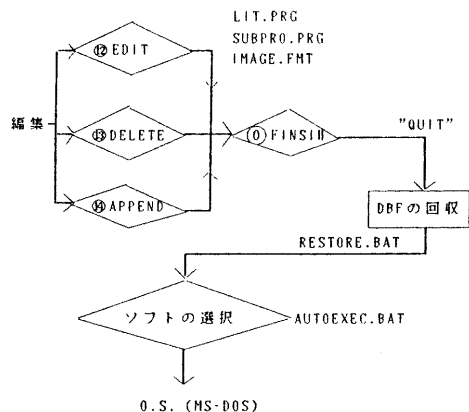 LIT.PRG
SUBPRO.PRG
IMAGE.FMT
⑫EDIT
編集
⑬DELETE
⓪FINSIH
"QUIT"
⑭APPEND
DBFの回収
RESTORE.BAT
ソフトの選択
AUTOEXEC.BAT
O.S. (MS-DOS)